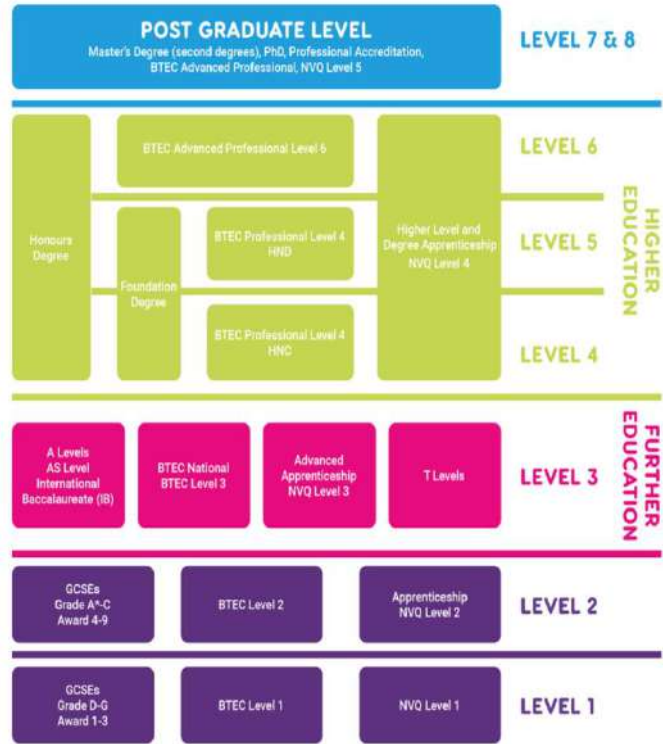 POST GRADUATE LEVEL
Master's Degree (second degrees), PhD, Professional Accreditation,
BTEC Advanced Professional, NVQ Level 5
LEVEL 7 & 8
BTEC Advanced Professional Level 6
LEVEL 6
Honours
Degree
Foundation
Degree
BTEC Professional Level 4
HND
Higher Level and
Degree Apprenticeship
NVQ Level 4
LEVEL 5
BTEC Professional Level 4
HNC
LEVEL 4
HIGHER
EDUCATION
A Levels
AS Level
International
Baccalaureate (IB)
BTEC National
BTEC Level 3
Advanced
Apprenticeship
NVQ Level 3
T Levels
LEVEL 3
FURTHER
EDUCATION
GCSEs
Grade A*-C
Award 4-9
BTEC Level 2
Apprenticeship
NVQ Level 2
LEVEL 2
GCSEs
Grade D-G
Award 1-3
BTEC Level 1
NVQ Level 1
LEVEL 1